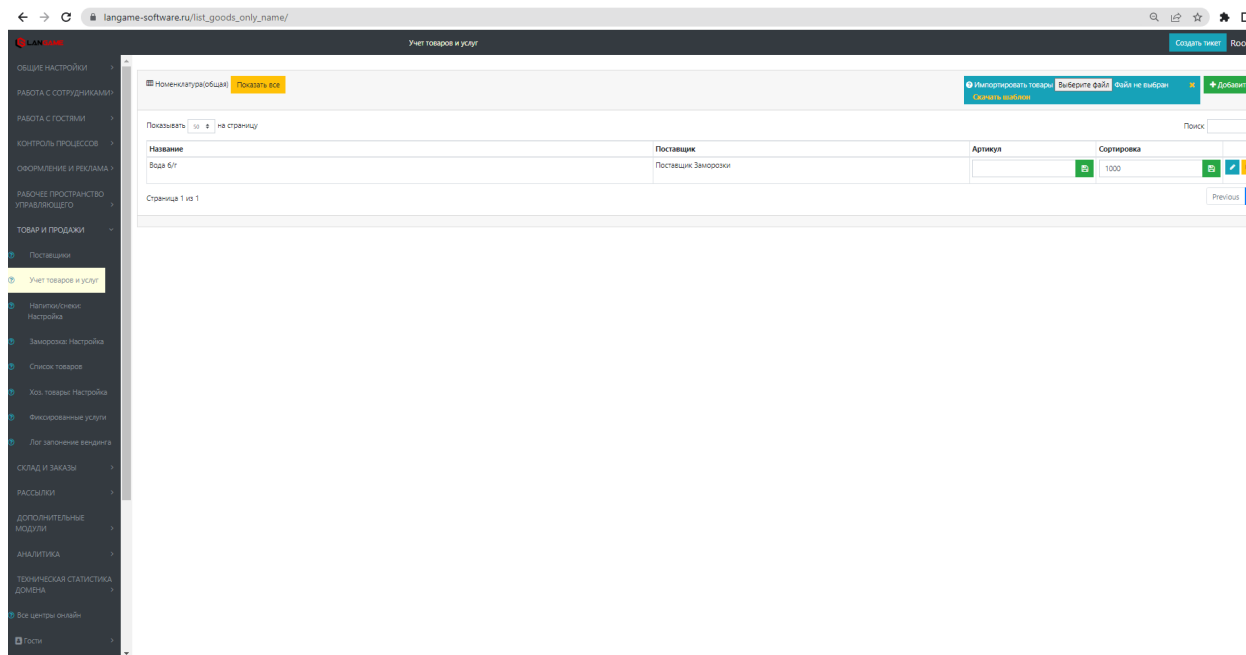 langame-software.ru/list_goods_only_name/
LANGAME
Учет товаров и услуг
Создать тикет
ОБЩИЕ НАСТРОЙКИ
РАБОТА С СОТРУДНИКАМИ
РАБОТА С ГОСТЯМИ
КОНТРОЛЬ ПРОЦЕССОВ
ОФОРМЛЕНИЕ И РЕКЛАМА
РАБОЧЕЕ ПРОСТРАНСТВО
УПРАВЛЯЮЩЕГО
ТОВАР И ПРОДАЖИ
Поставщики
Учет товаров и услуг
Напитки/снеки:
Настройка
Заморозка: Настройка
Список товаров
Хоз. товары: Настройка
Фиксированные услуги
Лог запонение вендинга
СКЛАД И ЗАКАЗЫ
РАССЫЛКИ
ДОПОЛНИТЕЛЬНЫЕ
МОДУЛИ
АНАЛИТИКА
ТЕХНИЧЕСКАЯ СТАТИСТИКА
ДОМЕНА
Все центры онлайн
Гости
Номенклатура(общая) Показать все
Импортировать товары Выберите файл Файл не выбран
Скачать шаблон
Показывать 50 на страницу
Поиск
Название Поставщик Артикул Сортировка
Вода б/г Поставщик Заморозки 1000
Страница 1 из 1
Previous